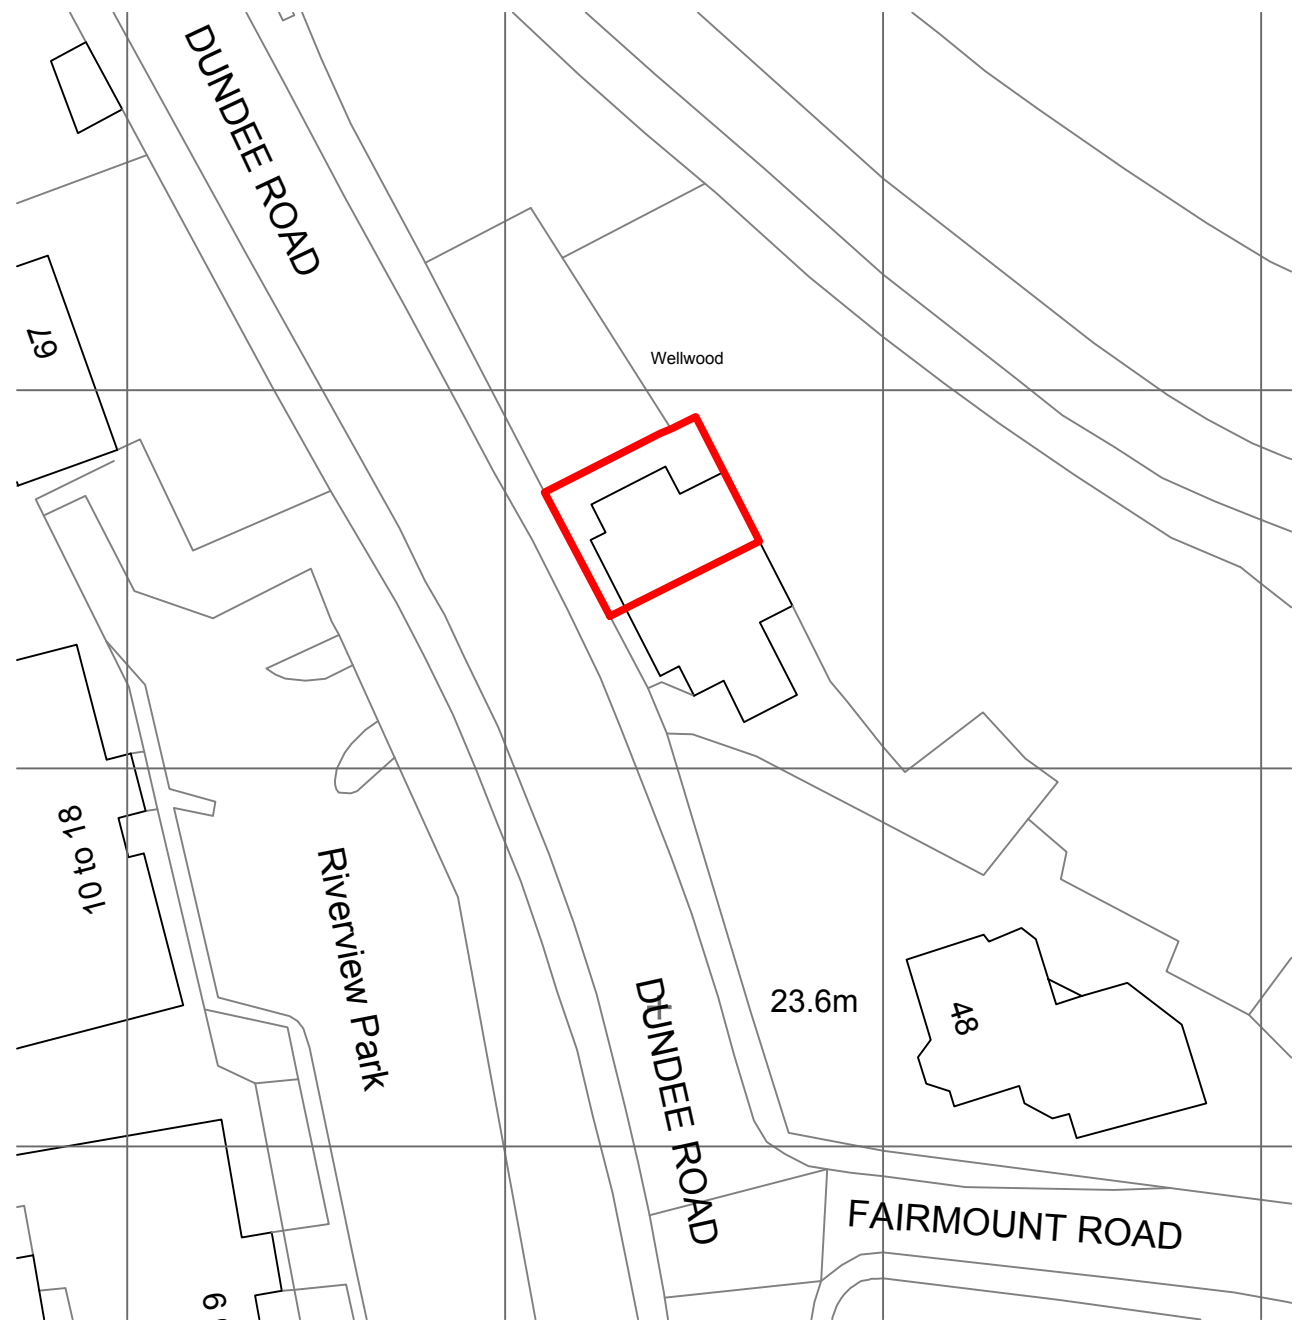 DUNDEE ROAD
67
Wellwood
10 to 18
Riverview Park
DUNDEE ROAD
23.6m
48
FAIRMOUNT ROAD